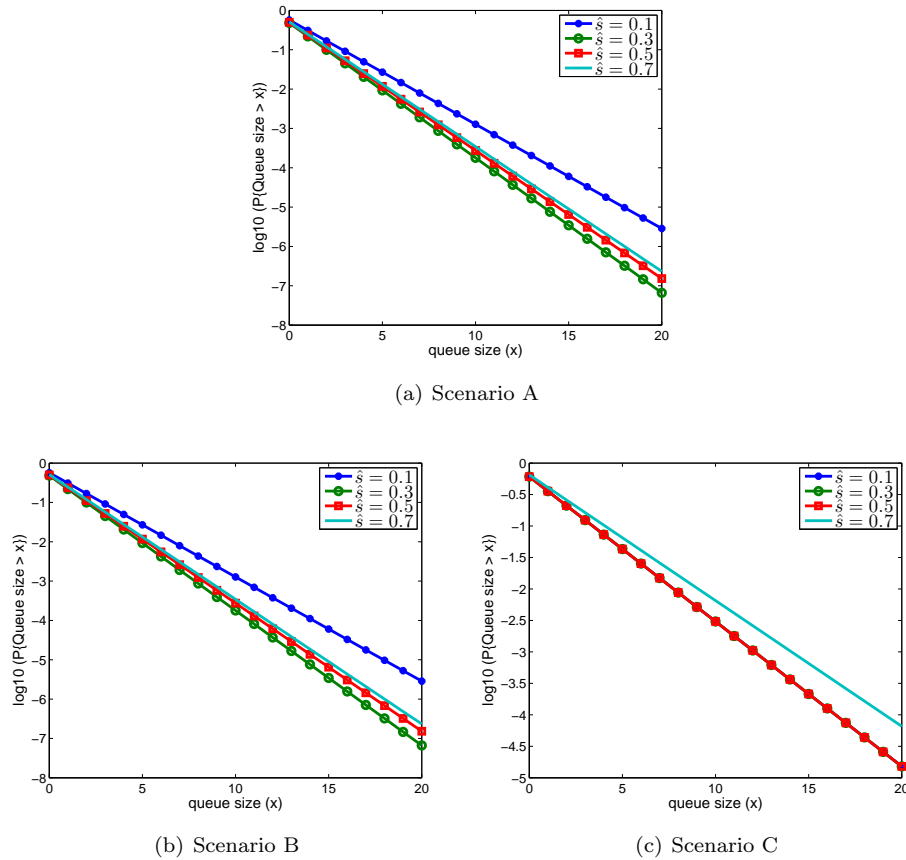 0
−1
−2
−3
−4
−5
−6
−7
−8
0 5 10 15 20
log10 (P{Queue size > x})
queue size (x)
ŝ = 0.1
ŝ = 0.3
ŝ = 0.5
ŝ = 0.7
(a) Scenario A
0
−1
−2
−3
−4
−5
−6
−7
−8
0 5 10 15 20
log10 (P{Queue size > x})
queue size (x)
ŝ = 0.1
ŝ = 0.3
ŝ = 0.5
ŝ = 0.7
(b) Scenario B
0
−0.5
−1
−1.5
−2
−2.5
−3
−3.5
−4
−4.5
−5
0 5 10 15 20
log10 (P{Queue size > x})
queue size (x)
ŝ = 0.1
ŝ = 0.3
ŝ = 0.5
ŝ = 0.7
(c) Scenario C